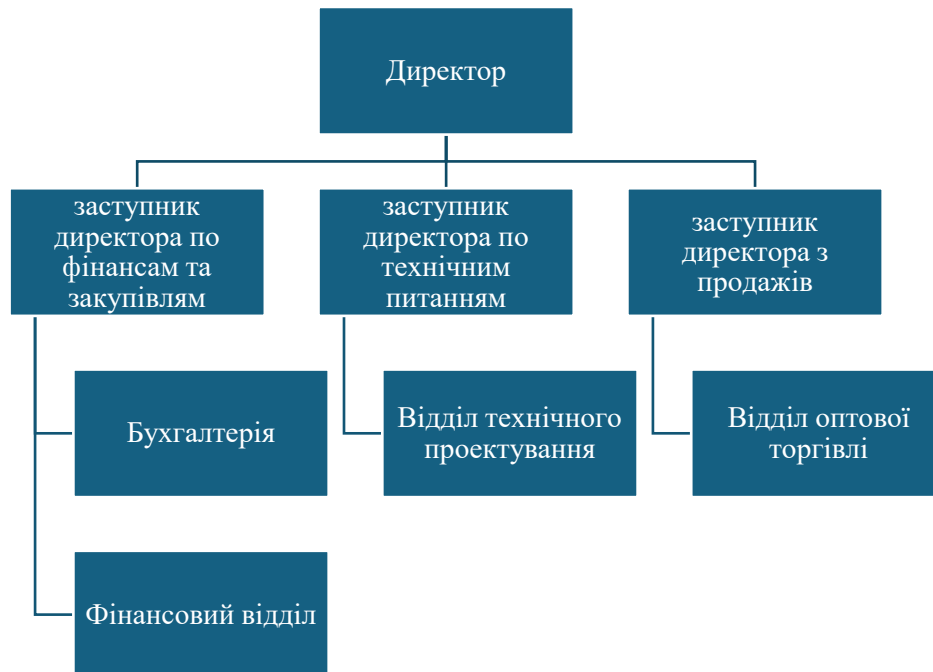 Директор
заступник
директора по
фінансам та
закупівлям
заступник
директора по
технічним
питанням
заступник
директора з
продажів
Бухгалтерія
Відділ технічного
проектування
Відділ оптової
торгівлі
Фінансовий відділ